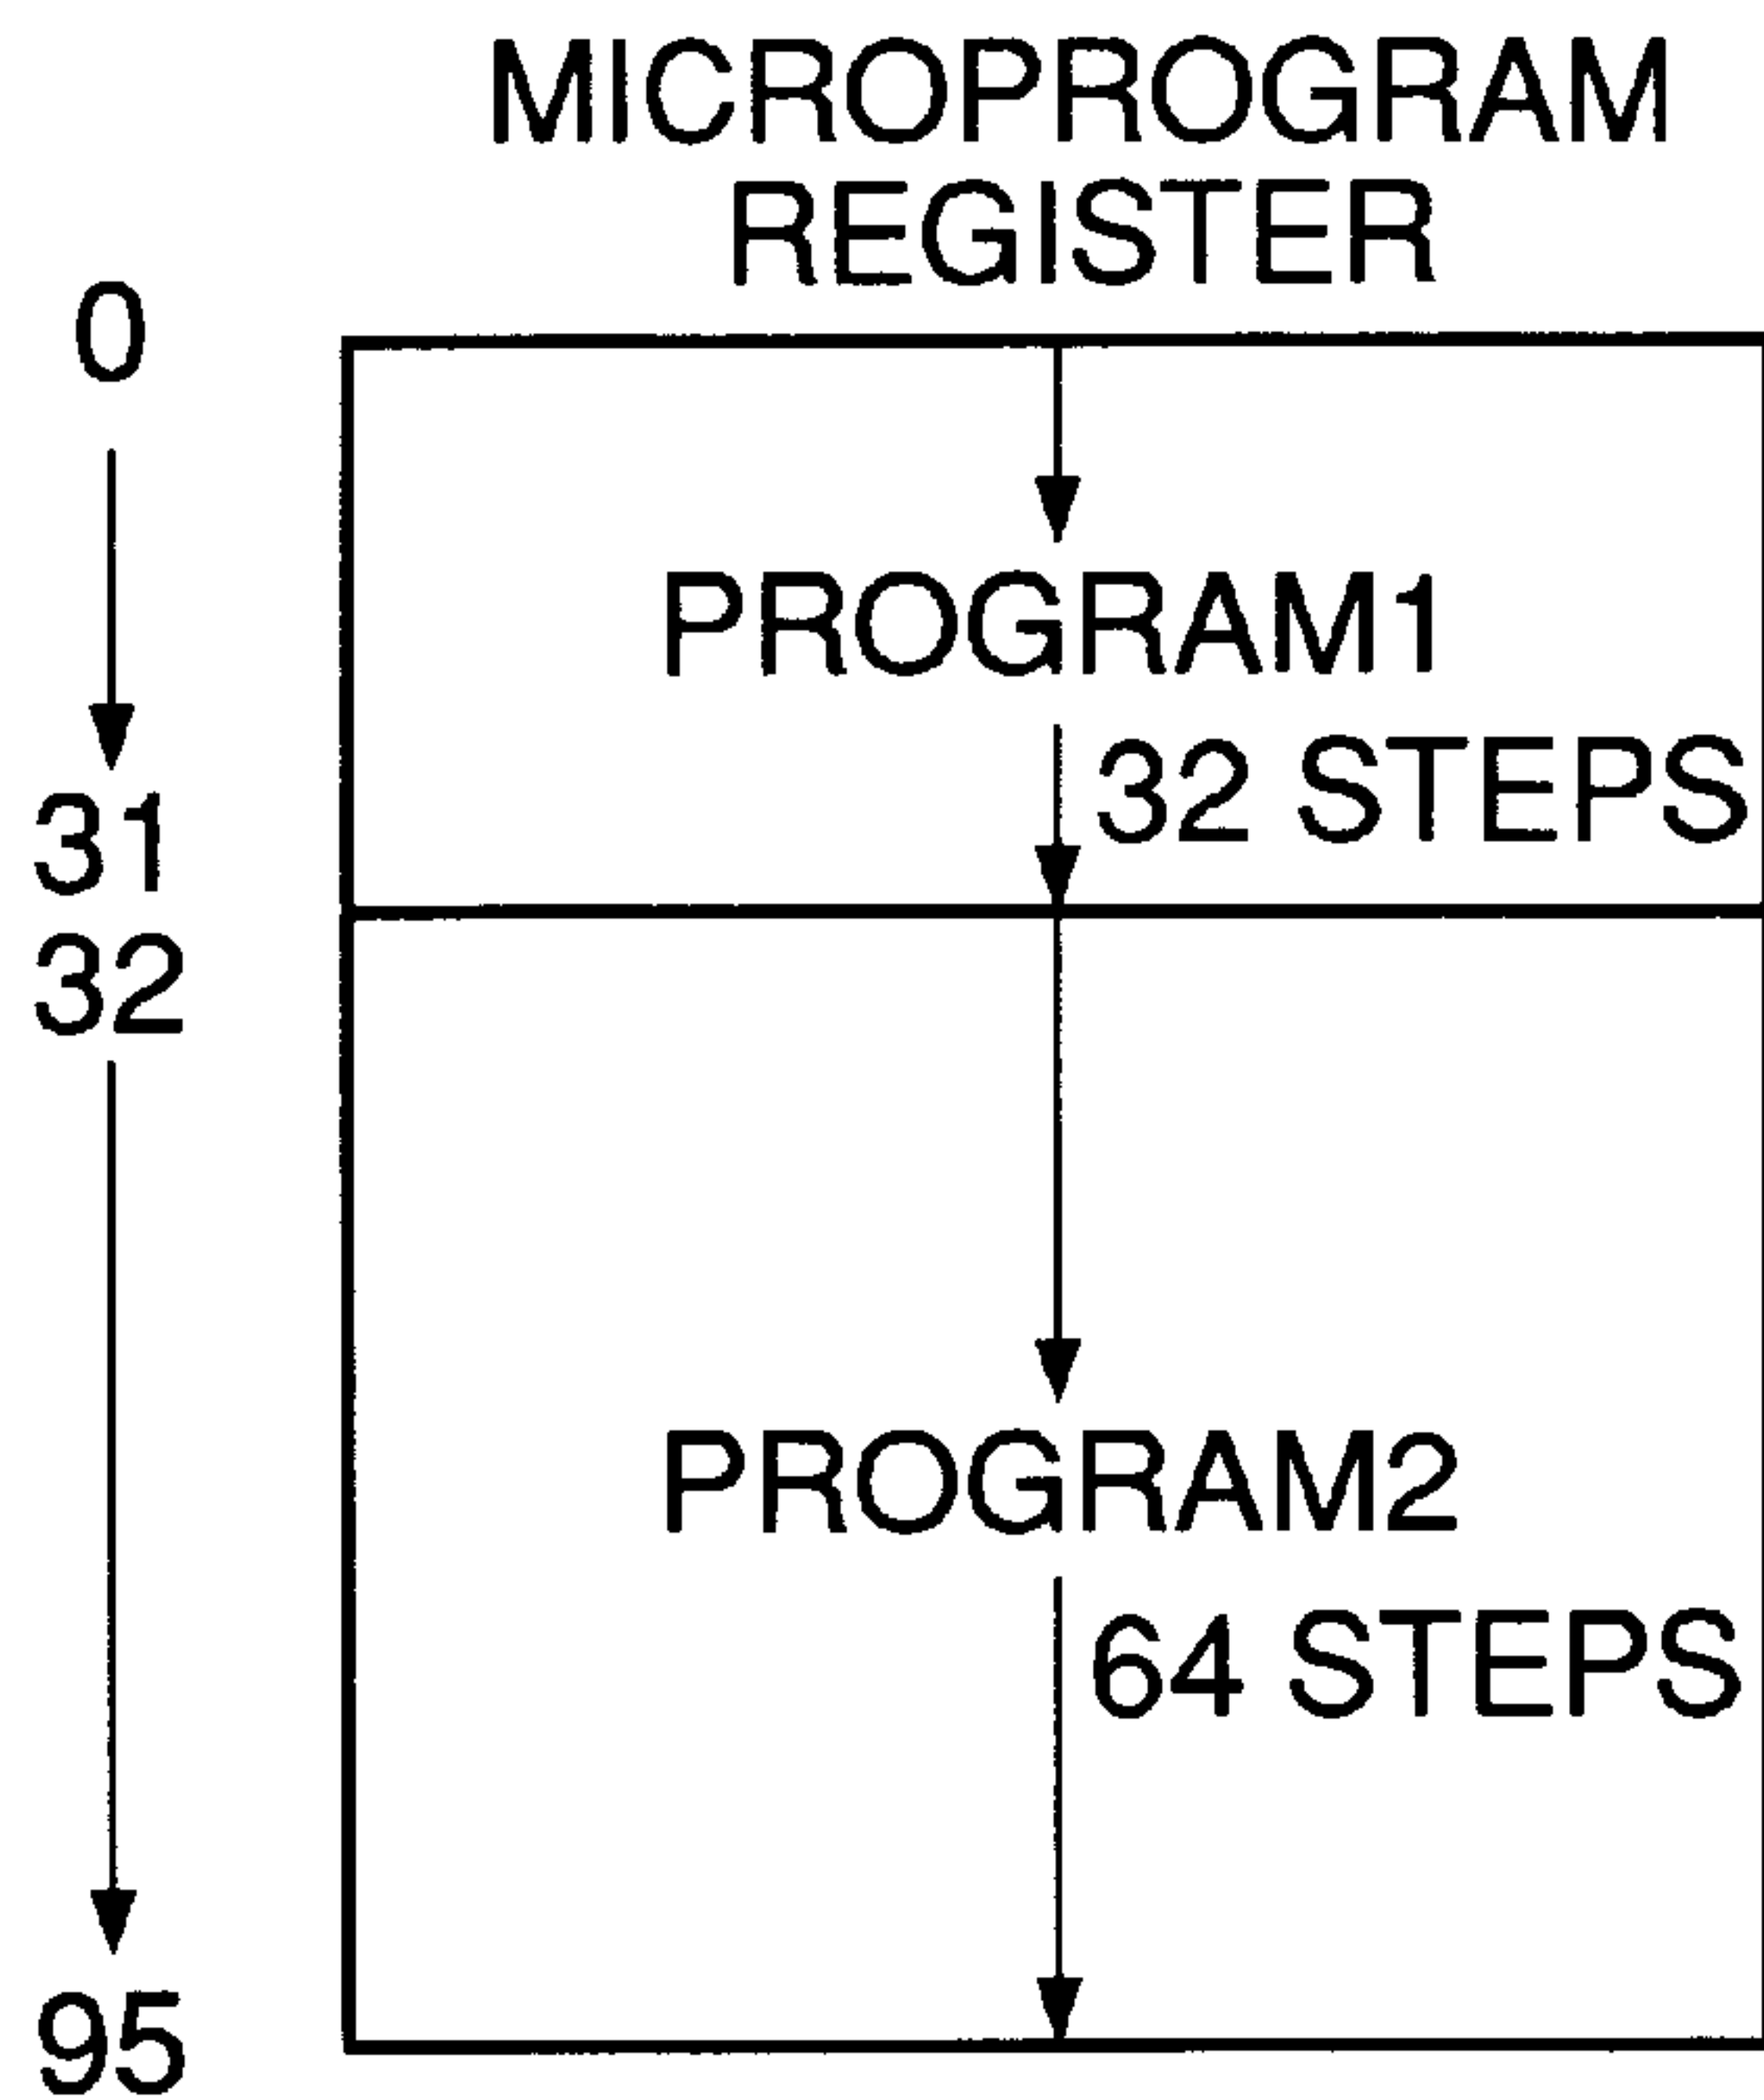 MICROPROGRAM
REGISTER
0
31
32
95
PROGRAM1
32 STEPS
PROGRAM2
64 STEPS